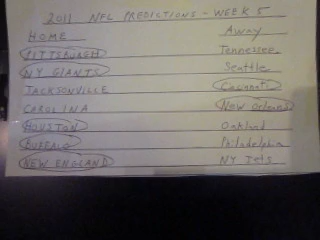 2011 NFL PREDICTIONS - WEEK 5
HOME Away
PITTSBURGH Tennessee
NY GIANTS Seattle
JACKSONVILLE Cincinnati
CAROLINA New Orleans
HOUSTON Oakland
BUFFALO Philadelphia
NEW ENGLAND NY Jets